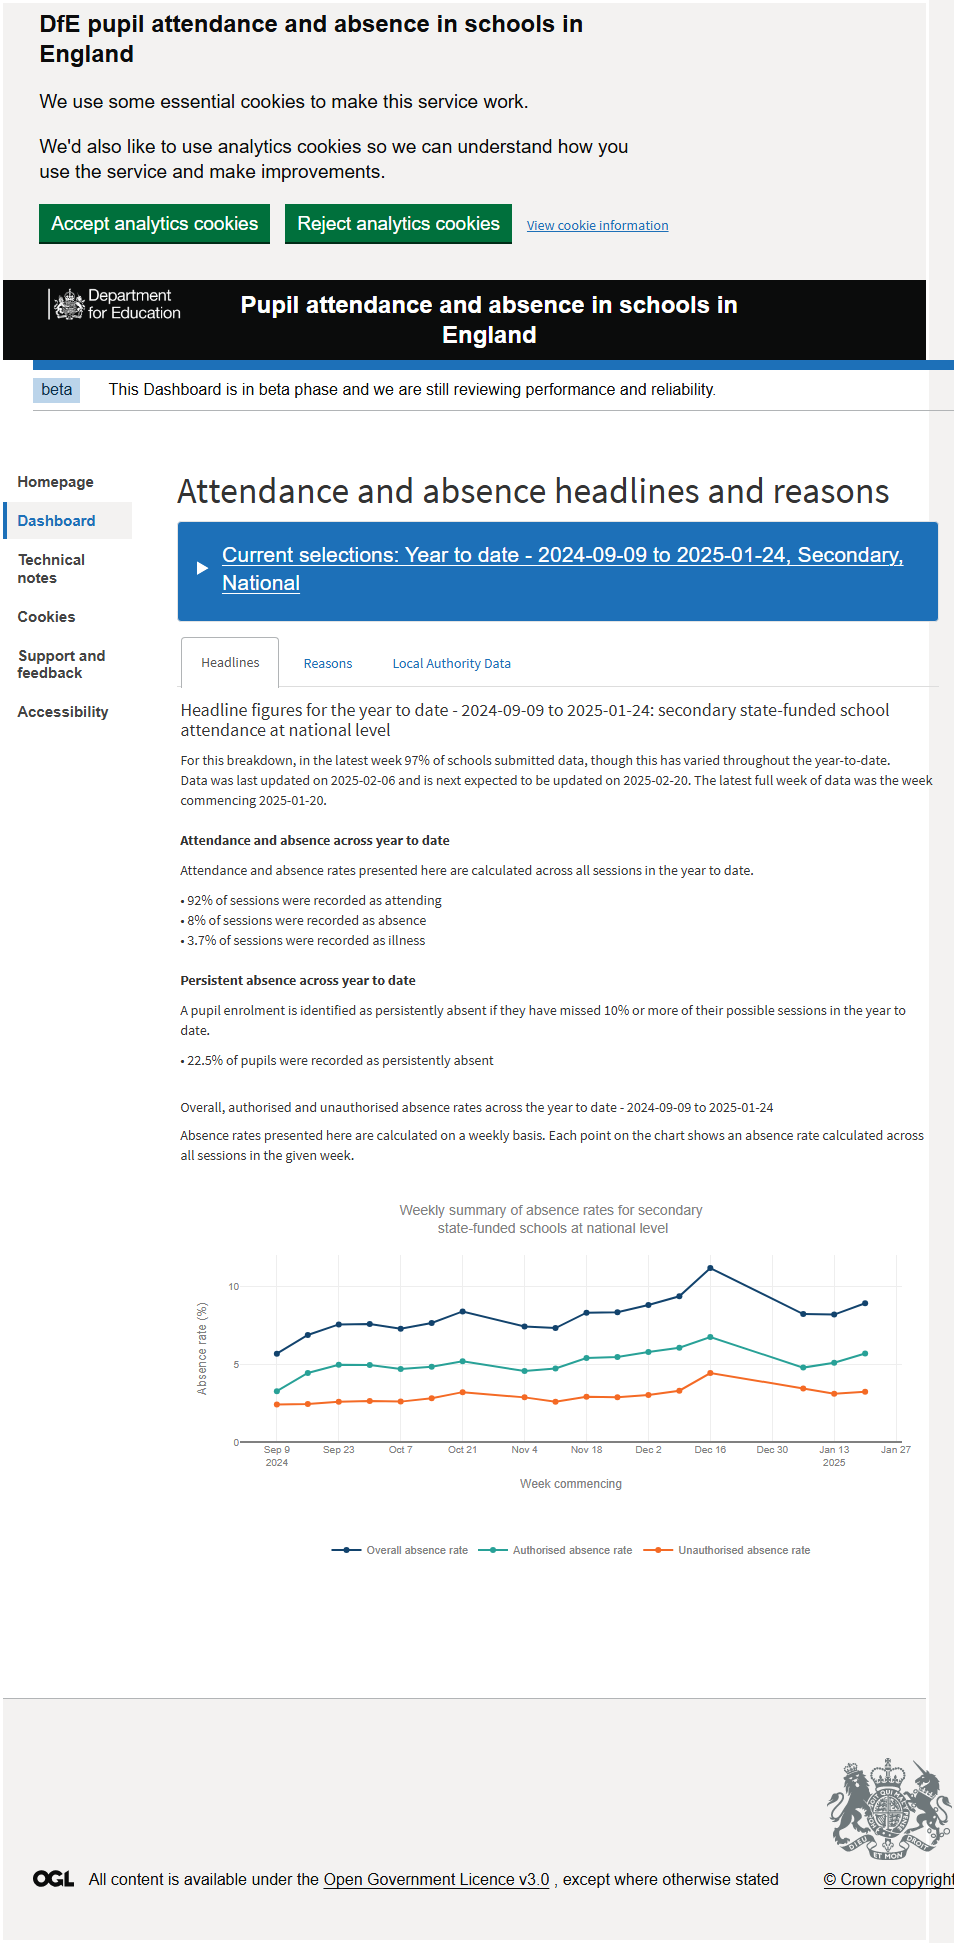 DfE pupil attendance and absence in schools in
England
We use some essential cookies to make this service work.
We'd also like to use analytics cookies so we can understand how you
use the service and make improvements.
Accept analytics cookies
Reject analytics cookies
View cookie information
Department
for Education
Pupil attendance and absence in schools in
England
beta
This Dashboard is in beta phase and we are still reviewing performance and reliability.
Homepage
Dashboard
Technical
notes
Cookies
Support and
feedback
Accessibility
Attendance and absence headlines and reasons
Current selections: Year to date - 2024-09-09 to 2025-01-24, Secondary,
National
Headlines
Reasons
Local Authority Data
Headline figures for the year to date - 2024-09-09 to 2025-01-24: secondary state-funded school
attendance at national level
For this breakdown, in the latest week 97% of schools submitted data, though this has varied throughout the year-to-date.
Data was last updated on 2025-02-06 and is next expected to be updated on 2025-02-20. The latest full week of data was the week
commencing 2025-01-20.
Attendance and absence across year to date
Attendance and absence rates presented here are calculated across all sessions in the year to date.
• 92% of sessions were recorded as attending
• 8% of sessions were recorded as absence
• 3.7% of sessions were recorded as illness
Persistent absence across year to date
A pupil enrolment is identified as persistently absent if they have missed 10% or more of their possible sessions in the year to
date.
• 22.5% of pupils were recorded as persistently absent
Overall, authorised and unauthorised absence rates across the year to date - 2024-09-09 to 2025-01-24
Absence rates presented here are calculated on a weekly basis. Each point on the chart shows an absence rate calculated across
all sessions in the given week.
Weekly summary of absence rates for secondary
state-funded schools at national level
Absence rate (%)
10
5
0
Sep 9
2024
Sep 23
Oct 7
Oct 21
Nov 4
Nov 18
Dec 2
Dec 16
Dec 30
Jan 13
2025
Jan 27
Week commencing
Overall absence rate
Authorised absence rate
Unauthorised absence rate
DIEU ET MON DROIT
OGL
All content is available under the Open Government Licence v3.0 , except where otherwise stated
© Crown copyright